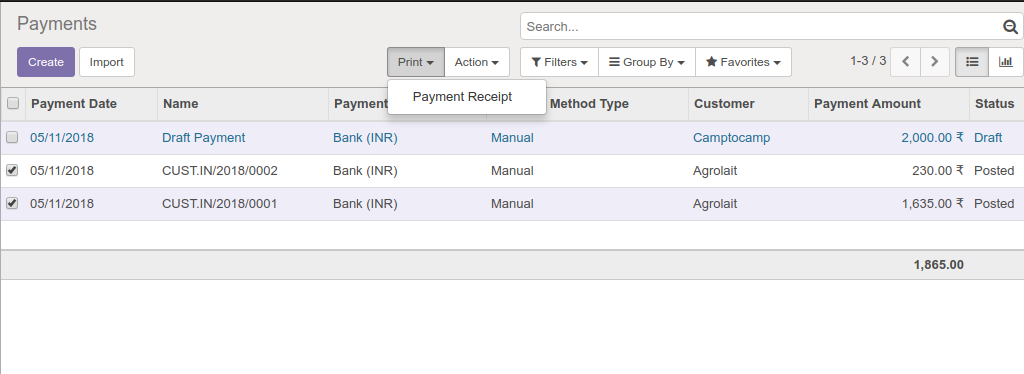 Payments
Search...
Create Import Print Action Filters Group By Favorites 1-3 / 3
Payment Receipt
Payment Date Name Payment Method Type Customer Payment Amount Status
05/11/2018 Draft Payment Bank (INR) Manual Camptocamp 2,000.00 ₹ Draft
05/11/2018 CUST.IN/2018/0002 Bank (INR) Manual Agrolait 230.00 ₹ Posted
05/11/2018 CUST.IN/2018/0001 Bank (INR) Manual Agrolait 1,635.00 ₹ Posted
1,865.00